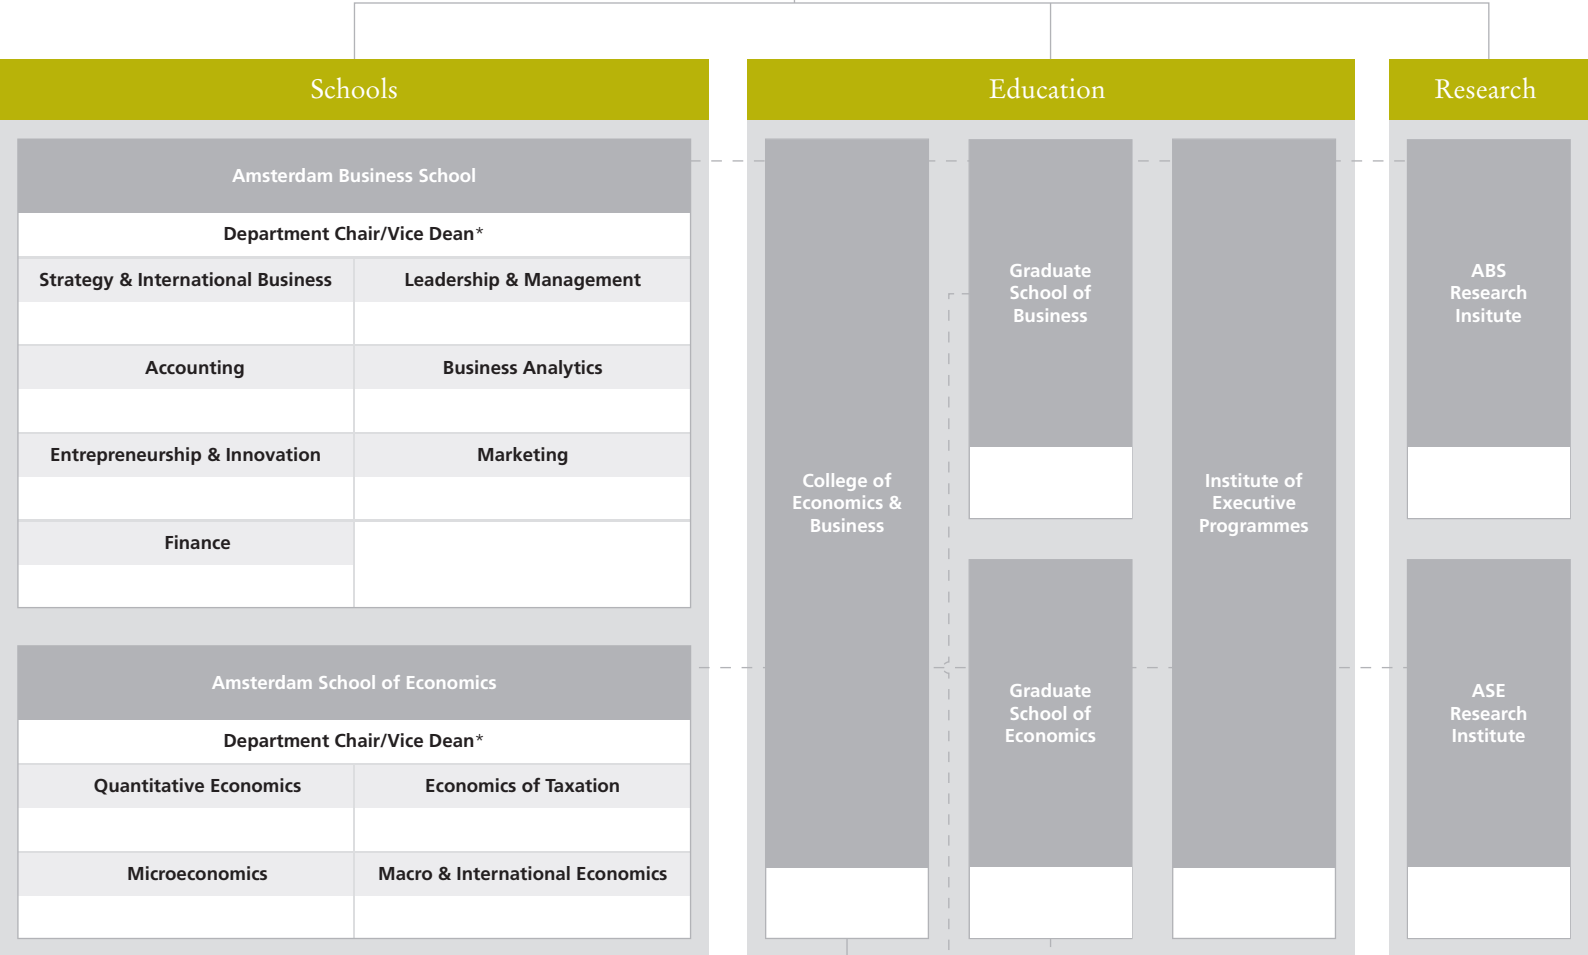 Schools
Amsterdam Business School
Department Chair/Vice Dean*
Strategy & International Business
Leadership & Management
Accounting
Business Analytics
Entrepreneurship & Innovation
Marketing
Finance
Amsterdam School of Economics
Department Chair/Vice Dean*
Quantitative Economics
Economics of Taxation
Microeconomics
Macro & International Economics
Education
College of
Economics &
Business
Graduate
School of
Business
Graduate
School of
Economics
Institute of
Executive
Programmes
Research
ABS
Research
Insitute
ASE
Research
Institute